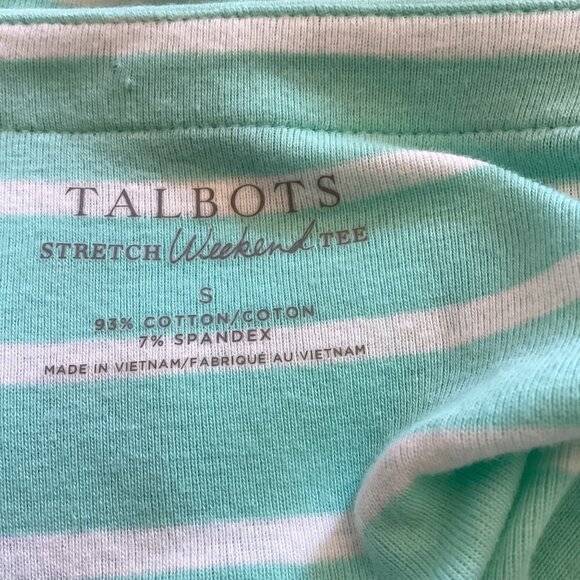 TALBOTS
STRETCH Weekend TEE
S
93% COTTON/COTON
7% SPANDEX
MADE IN VIETNAM/FABRIQUÉ AU VIETNAM